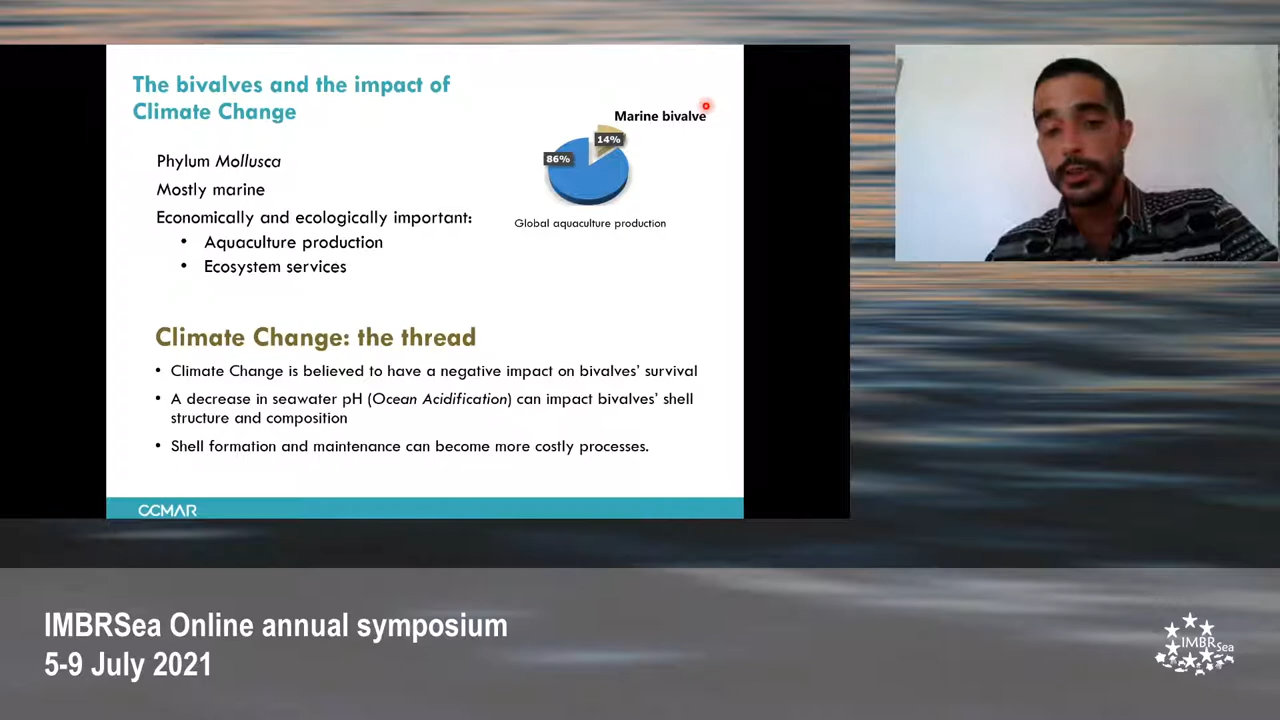 The bivalves and the impact of
Climate Change
Marine bivalve
14%
86%
Global aquaculture production
Phylum Mollusca
Mostly marine
Economically and ecologically important:
• Aquaculture production
• Ecosystem services
Climate Change: the thread
• Climate Change is believed to have a negative impact on bivalves’ survival
• A decrease in seawater pH (Ocean Acidification) can impact bivalves’ shell
structure and composition
• Shell formation and maintenance can become more costly processes.
CCMAR
IMBRSea Online annual symposium
5-9 July 2021
IMBRSea